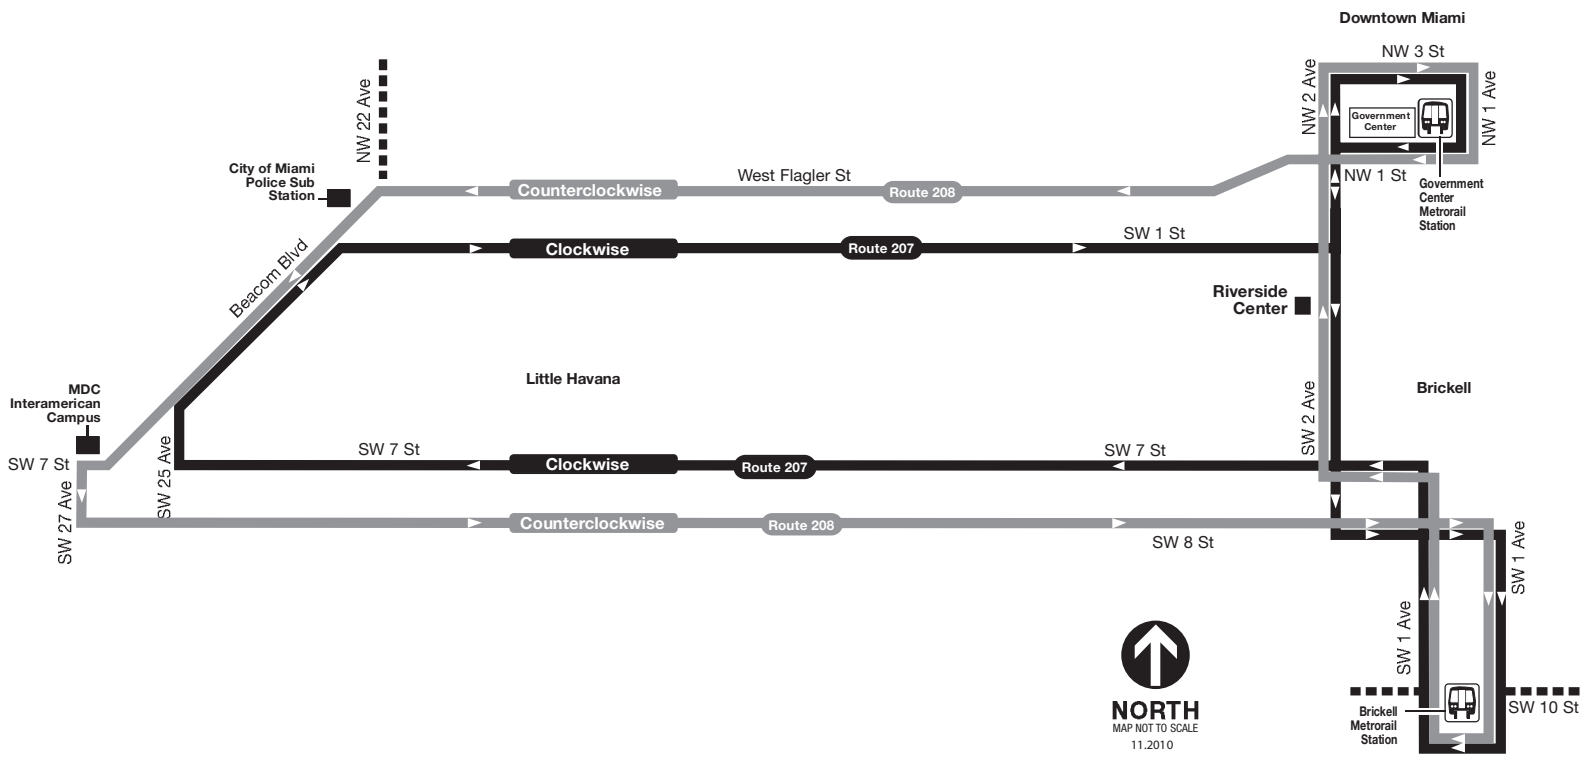 Downtown Miami
NW 3 St
NW 2 Ave
NW 1 Ave
Government
Center
NW 22 Ave
City of Miami
Police Sub
Station
West Flagler St
Counterclockwise
Route 208
NW 1 St
Government
Center
Metrorail
Station
SW 1 St
Clockwise
Route 207
Beacom Blvd
Riverside
Center
Little Havana
Brickell
MDC
Interamerican
Campus
SW 2 Ave
SW 7 St
SW 7 St
SW 7 St
Clockwise
Route 207
SW 25 Ave
SW 27 Ave
Counterclockwise
Route 208
SW 8 St
SW 1 Ave
SW 1 Ave
SW 10 St
Brickell
Metrorail
Station
NORTH
MAP NOT TO SCALE
11.2010